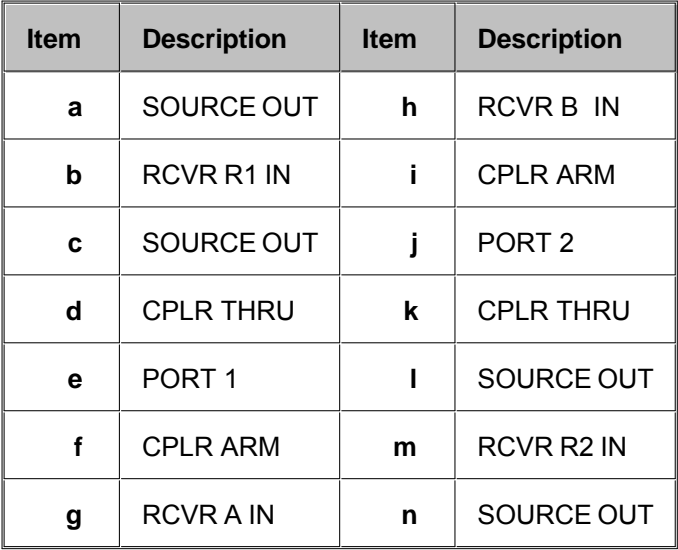 Item Description Item Description
a SOURCE OUT h RCVR B IN
b RCVR R1 IN i CPLR ARM
c SOURCE OUT j PORT 2
d CPLR THRU k CPLR THRU
e PORT 1 l SOURCE OUT
f CPLR ARM m RCVR R2 IN
g RCVR A IN n SOURCE OUT